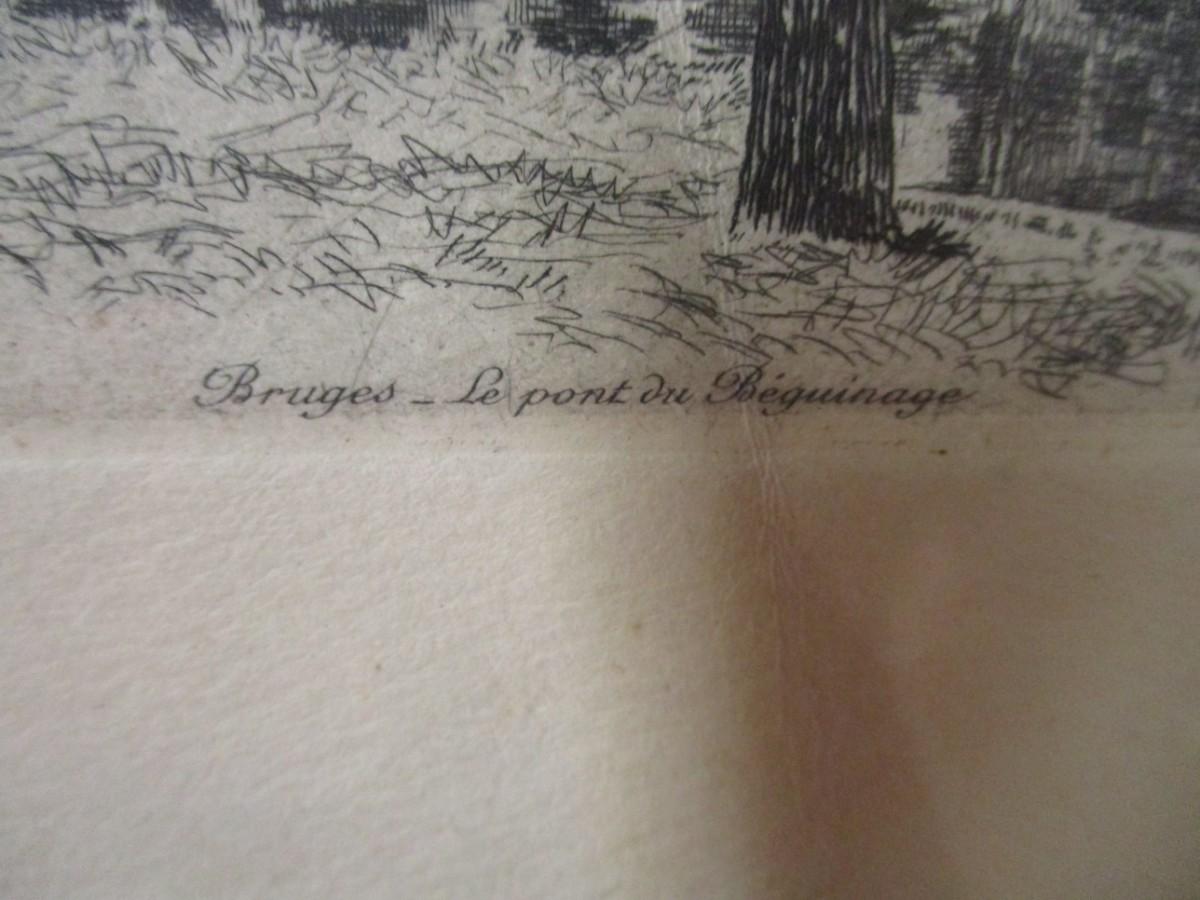 Bruges - Le pont du Béguinage